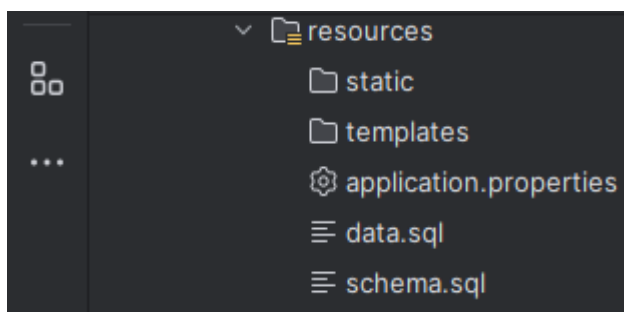 resources
static
templates
application.properties
data.sql
schema.sql